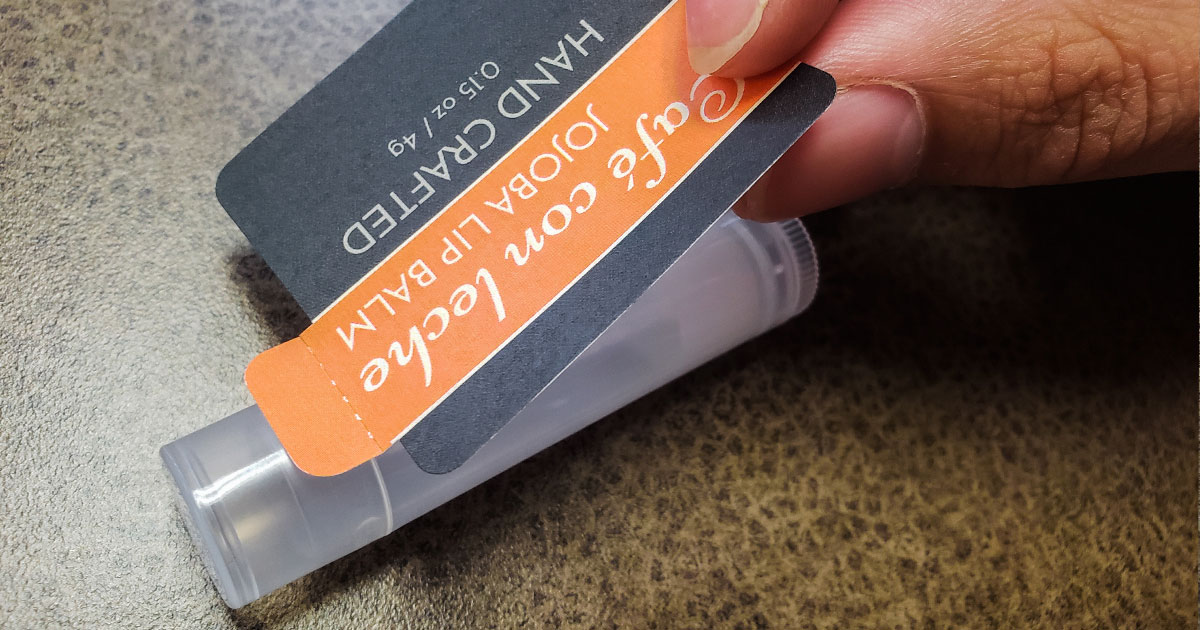 Café con leche
JOJOBA LIP BALM
HAND CRAFTED
0.15 oz / 4g